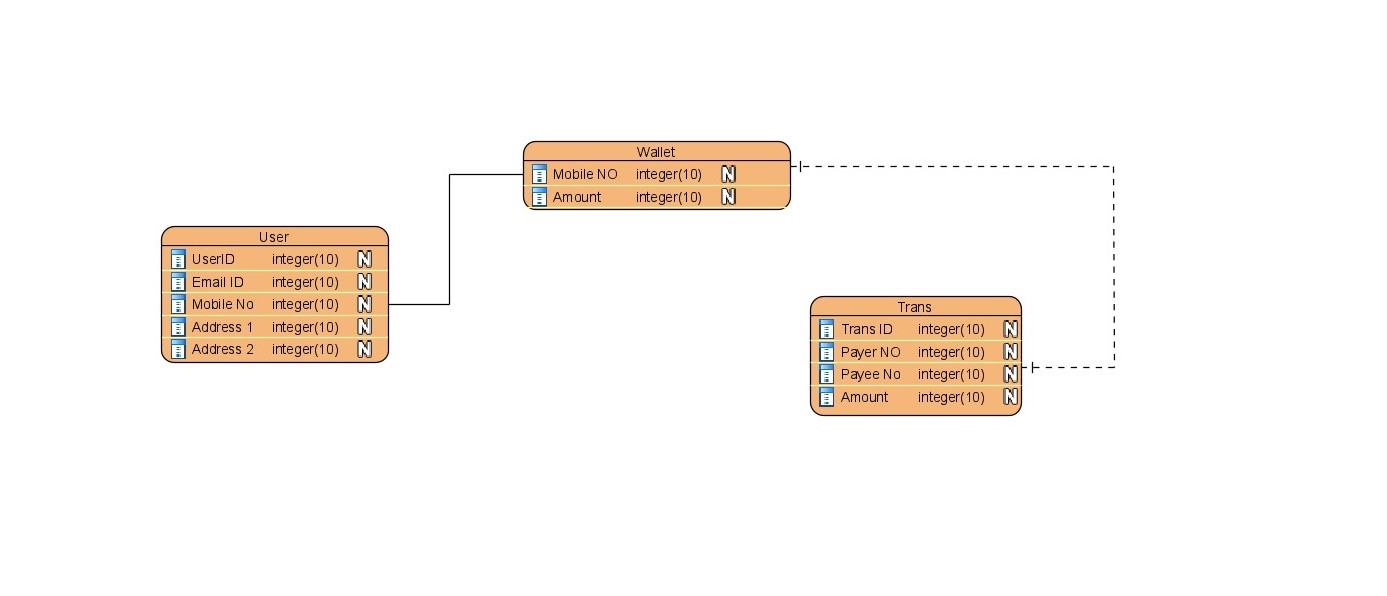 Wallet
Mobile NO integer(10) N
Amount integer(10) N
User
UserID integer(10) N
Email ID integer(10) N
Mobile No integer(10) N
Address 1 integer(10) N
Address 2 integer(10) N
Trans
Trans ID integer(10) N
Payer NO integer(10) N
Payee No integer(10) N
Amount integer(10) N